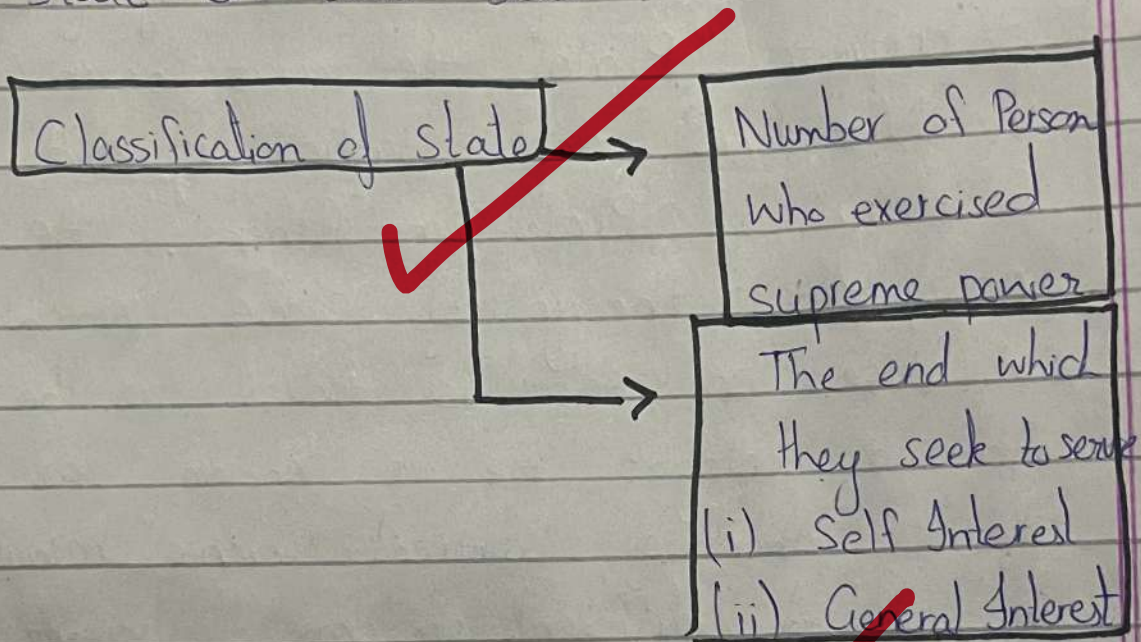 Classification of state
Number of Person
who exercised
supreme power
The end which
they seek to serve
(i) Self Interest
(ii) General Interest